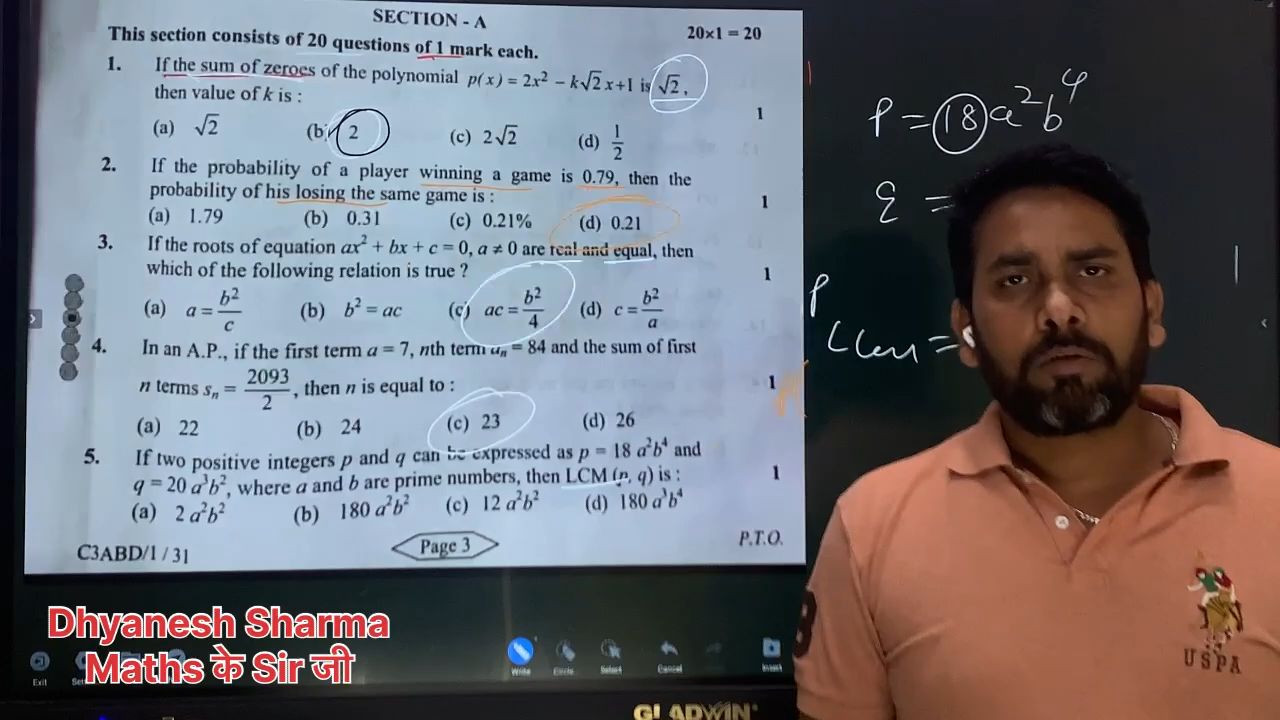 SECTION - A
20×1 = 20
This section consists of 20 questions of 1 mark each.
1. If the sum of zeroes of the polynomial p(x) = 2x² − k√2 x+1 is √2,
then value of k is :
1
(a) √2 (b) 2 (c) 2√2 (d) 1/2
2. If the probability of a player winning a game is 0.79, then the
probability of his losing the same game is :
1
(a) 1.79 (b) 0.31 (c) 0.21% (d) 0.21
3. If the roots of equation ax² + bx + c = 0, a ≠ 0 are real and equal, then
which of the following relation is true ?
1
(a) a = b²/c (b) b² = ac (c) ac = b²/4 (d) c = b²/a
4. In an A.P., if the first term a = 7, nth term aₙ = 84 and the sum of first
n terms sₙ = 2093/2, then n is equal to :
1
(a) 22 (b) 24 (c) 23 (d) 26
5. If two positive integers p and q can be expressed as p = 18 a²b⁴ and
q = 20 a³b², where a and b are prime numbers, then LCM (p, q) is :
1
(a) 2 a²b² (b) 180 a²b² (c) 12 a²b² (d) 180 a³b⁴
C3ABD/1/31
Page 3
P.T.O.
P = 18 a²b⁴
Dhyanesh Sharma
Maths के Sir जी
Exit
Write Circle Select Cancel Insert
GLADWIN
USPA